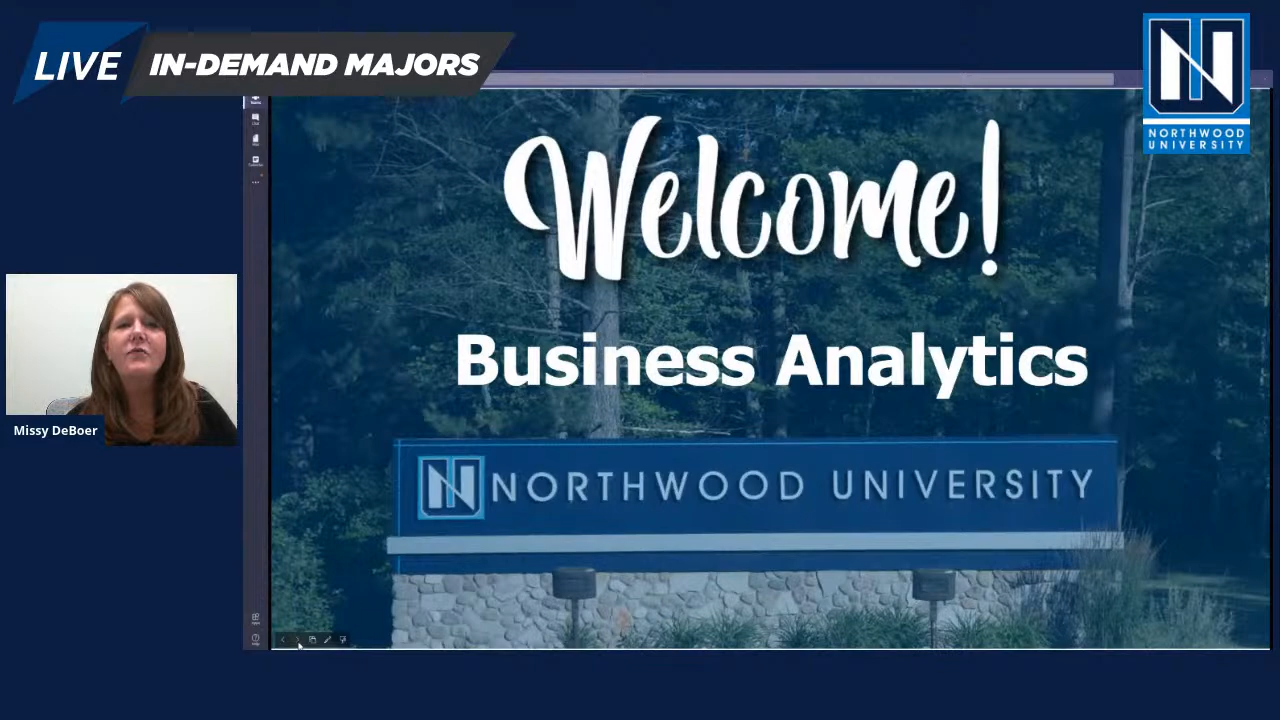 LIVE
IN-DEMAND MAJORS
NORTHWOOD
UNIVERSITY
Welcome!
Business Analytics
NORTHWOOD UNIVERSITY
Missy DeBoer